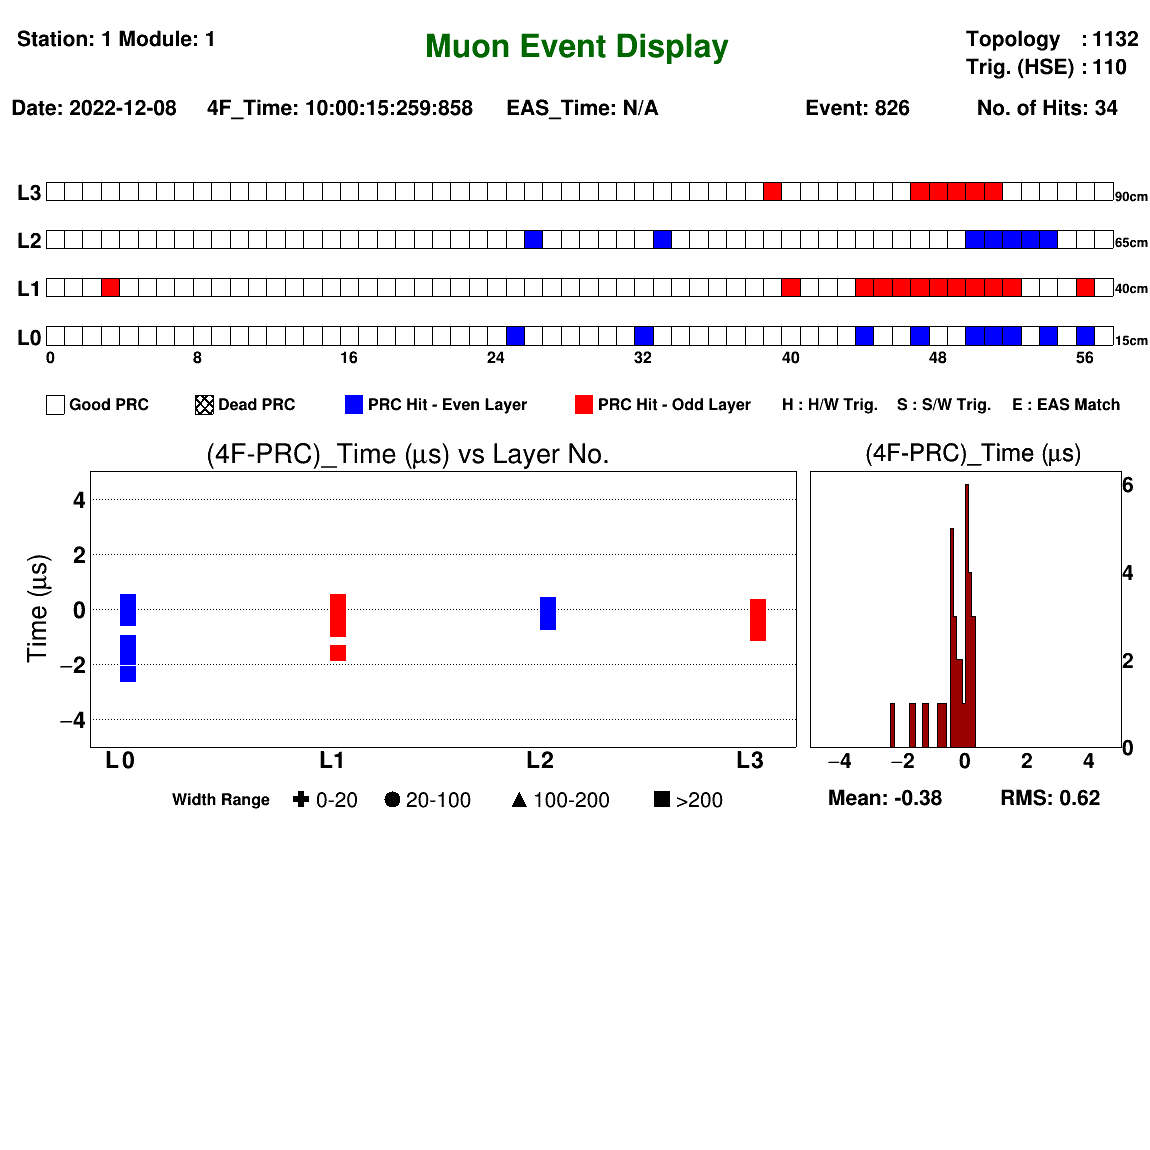 Station: 1 Module: 1
Muon Event Display
Topology : 1132
Trig. (HSE) : 110
Date: 2022-12-08 4F_Time: 10:00:15:259:858 EAS_Time: N/A Event: 826 No. of Hits: 34
L3 90cm
L2 65cm
L1 40cm
L0 15cm
0 8 16 24 32 40 48 56
Good PRC Dead PRC PRC Hit - Even Layer PRC Hit - Odd Layer H : H/W Trig. S : S/W Trig. E : EAS Match
(4F-PRC)_Time (μs) vs Layer No.
Time (μs)
4
2
0
−2
−4
L0 L1 L2 L3
Width Range 0-20 20-100 100-200 >200
(4F-PRC)_Time (μs)
6
4
2
0
−4 −2 0 2 4
Mean: -0.38 RMS: 0.62